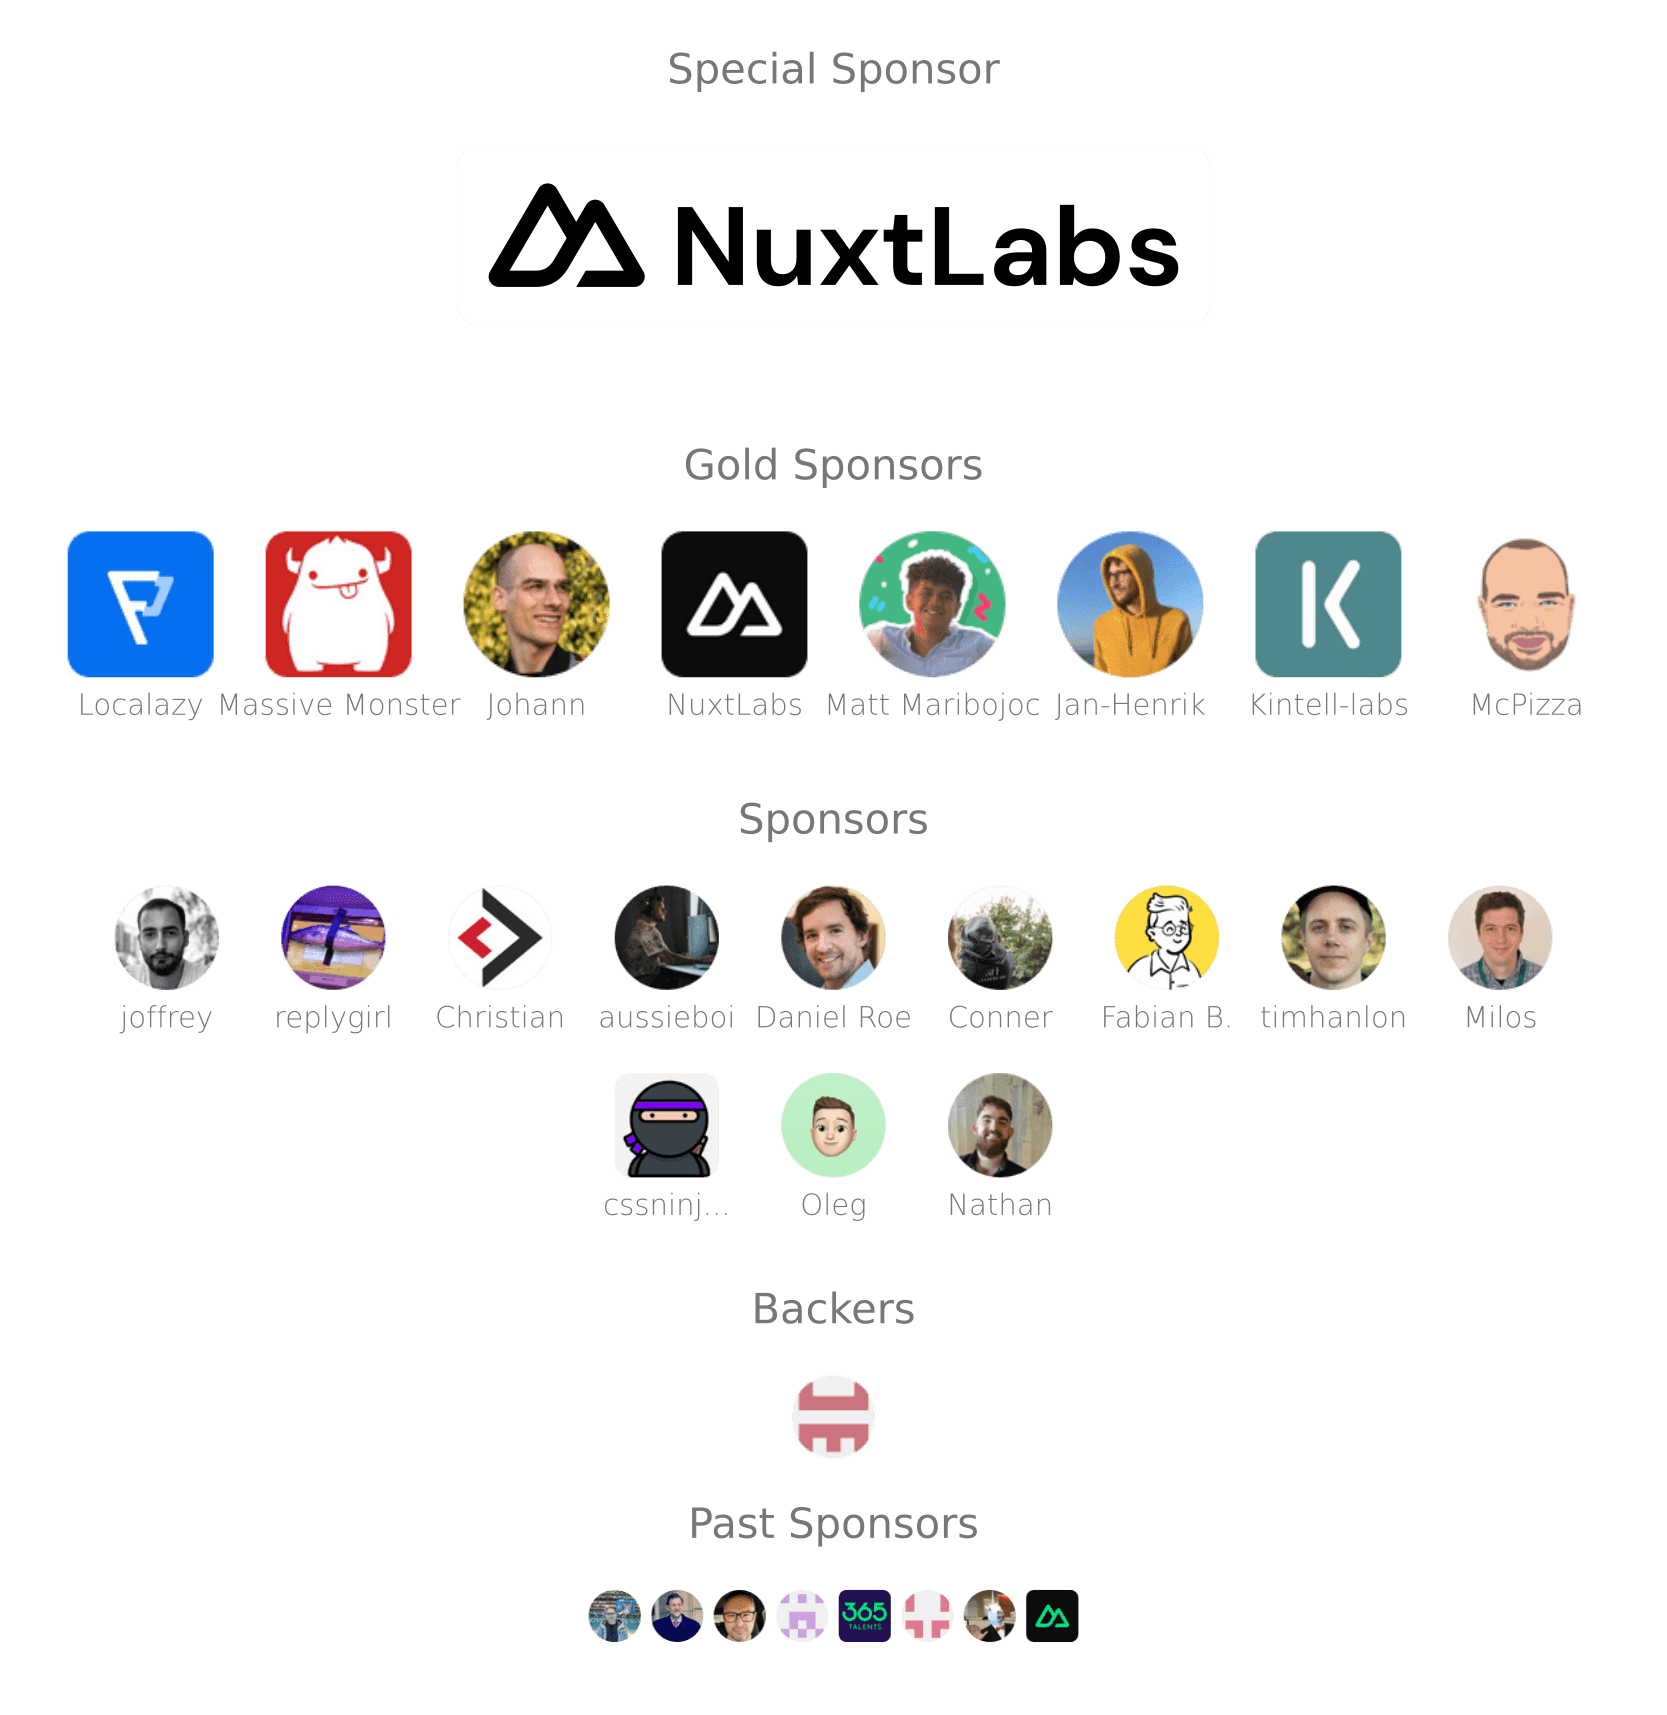 Special Sponsor
NuxtLabs
Gold Sponsors
Localazy Massive Monster Johann NuxtLabs Matt Maribojoc Jan-Henrik Kintell-labs McPizza
Sponsors
joffrey replygirl Christian aussieboi Daniel Roe Conner Fabian B. timhanlon Milos
cssninj... Oleg Nathan
Backers
Past Sponsors
365
TALENTS